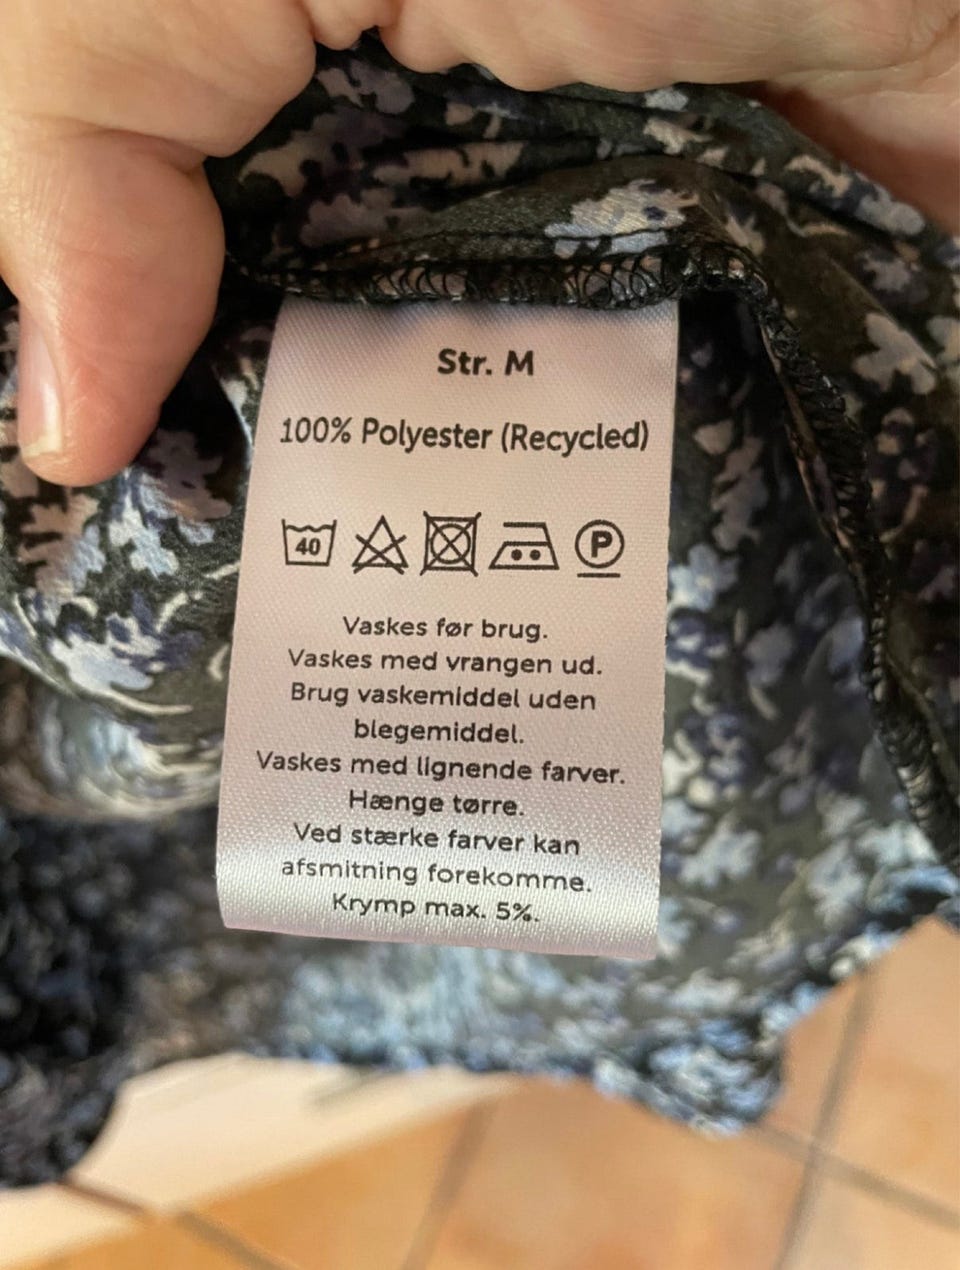 Str. M
100% Polyester (Recycled)
40 P
Vaskes før brug.
Vaskes med vrangen ud.
Brug vaskemiddel uden
blegemiddel.
Vaskes med lignende farver.
Hænge tørre.
Ved stærke farver kan
afsmitning forekomme.
Krymp max. 5%.